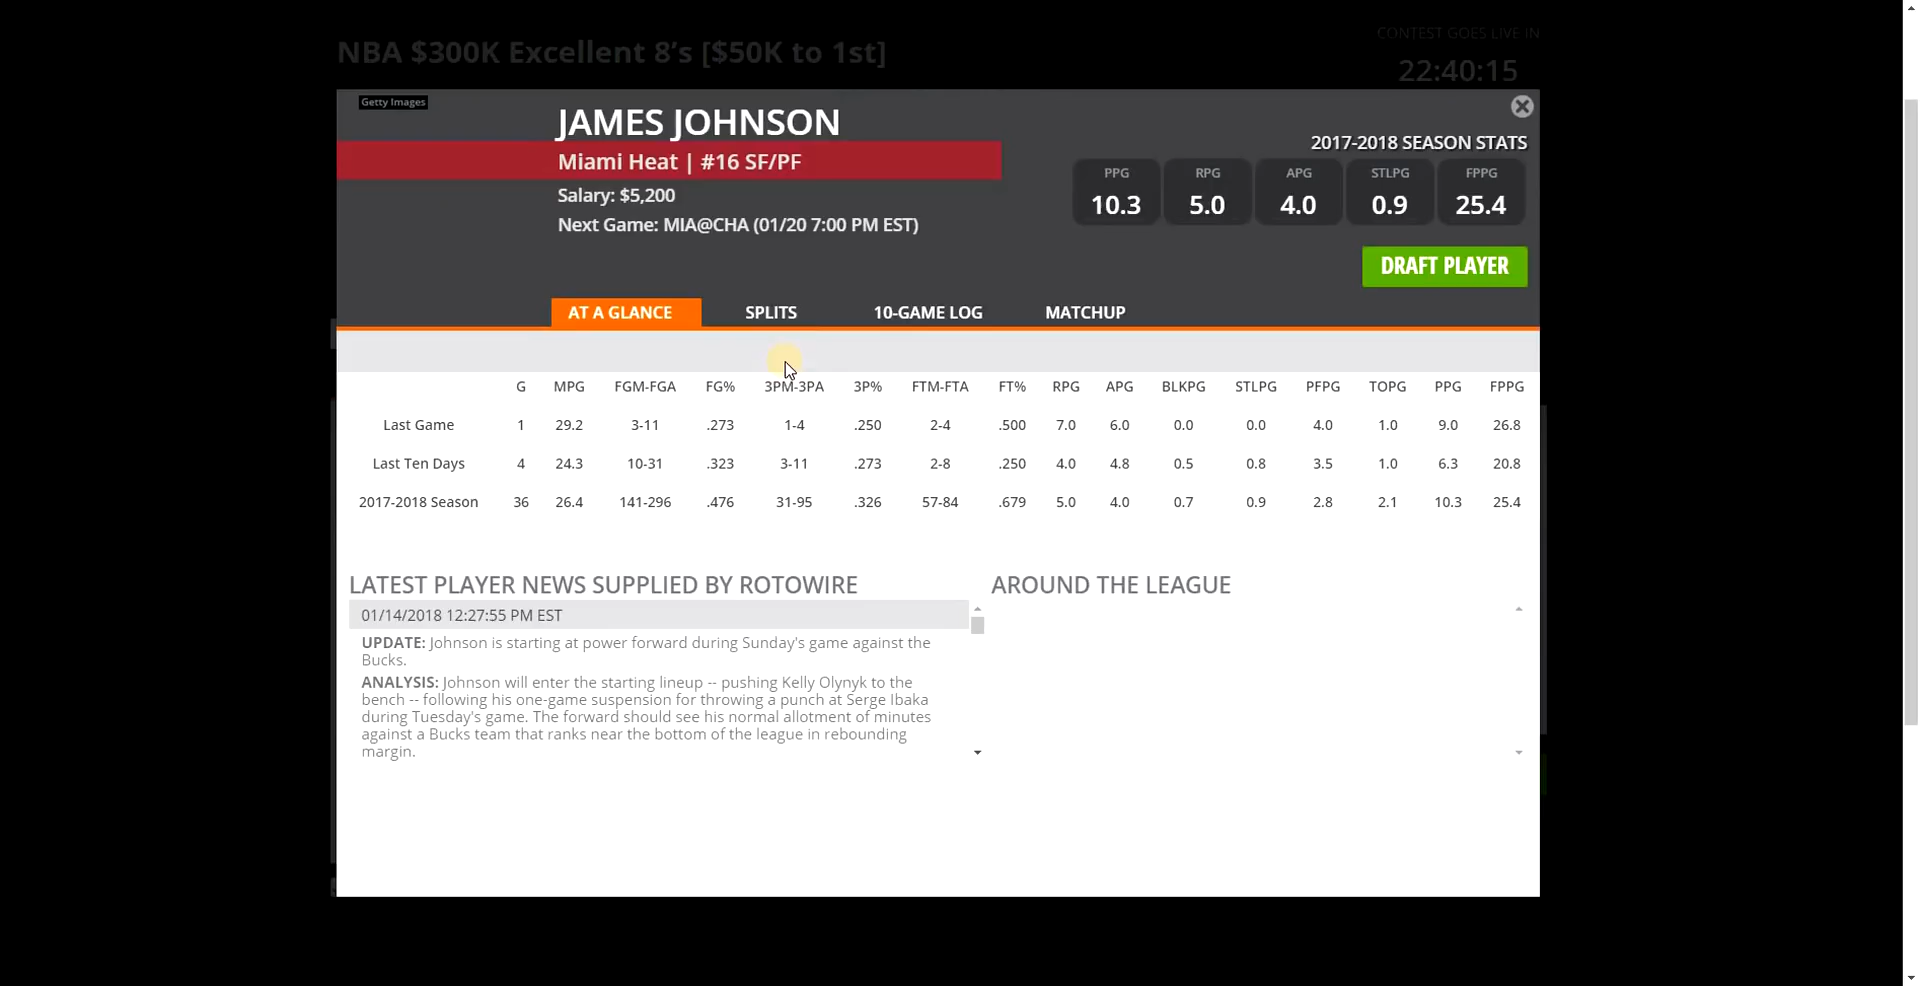 NBA $300K Excellent 8's [$50K to 1st]
CONTEST GOES LIVE IN
22:40:15
Getty Images
JAMES JOHNSON
Miami Heat | #16 SF/PF
Salary: $5,200
Next Game: MIA@CHA (01/20 7:00 PM EST)
2017-2018 SEASON STATS
PPG RPG APG STLPG FPPG
10.3 5.0 4.0 0.9 25.4
DRAFT PLAYER
AT A GLANCE SPLITS 10-GAME LOG MATCHUP
G MPG FGM-FGA FG% 3PM-3PA 3P% FTM-FTA FT% RPG APG BLKPG STLPG PFPG TOPG PPG FPPG
Last Game 1 29.2 3-11 .273 1-4 .250 2-4 .500 7.0 6.0 0.0 0.0 4.0 1.0 9.0 26.8
Last Ten Days 4 24.3 10-31 .323 3-11 .273 2-8 .250 4.0 4.8 0.5 0.8 3.5 1.0 6.3 20.8
2017-2018 Season 36 26.4 141-296 .476 31-95 .326 57-84 .679 5.0 4.0 0.7 0.9 2.8 2.1 10.3 25.4
LATEST PLAYER NEWS SUPPLIED BY ROTOWIRE
01/14/2018 12:27:55 PM EST
UPDATE: Johnson is starting at power forward during Sunday's game against the
Bucks.
ANALYSIS: Johnson will enter the starting lineup -- pushing Kelly Olynyk to the
bench -- following his one-game suspension for throwing a punch at Serge Ibaka
during Tuesday's game. The forward should see his normal allotment of minutes
against a Bucks team that ranks near the bottom of the league in rebounding
margin.
AROUND THE LEAGUE